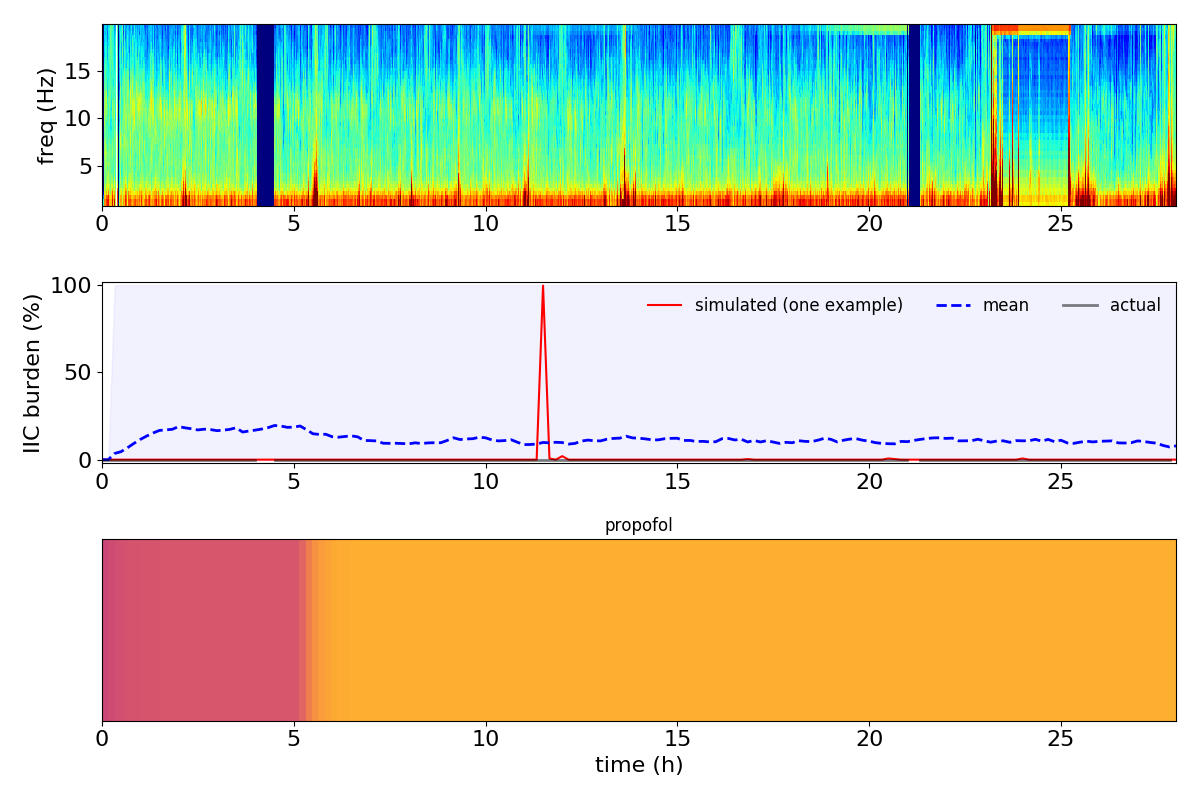 freq (Hz)
15
10
5
0 5 10 15 20 25
IIC burden (%)
100
50
0
simulated (one example) mean actual
0 5 10 15 20 25
propofol
0 5 10 15 20 25
time (h)